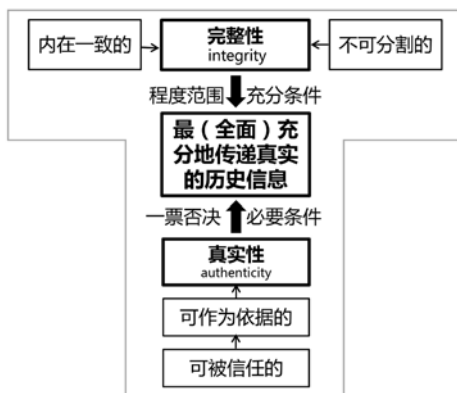 内在一致的
完整性
integrity
不可分割的
程度范围
充分条件
最（全面）充
分地传递真实
的历史信息
一票否决
必要条件
真实性
authenticity
可作为依据的
可被信任的